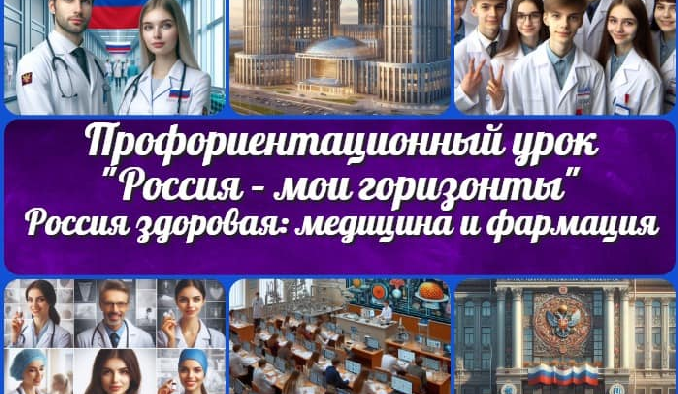 Профориентационный урок
"Россия – мои горизонты"
Россия здоровая: медицина и фармация